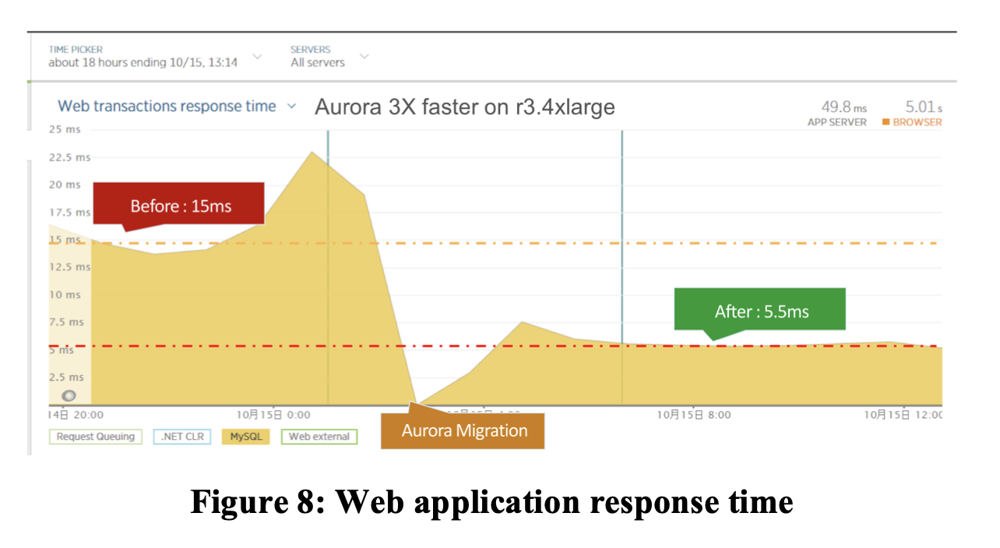 TIME PICKER
about 18 hours ending 10/15, 13:14
SERVERS
All servers
Web transactions response time
Aurora 3X faster on r3.4xlarge
49.8 ms
APP SERVER
5.01 s
BROWSER
25 ms
22.5 ms
20 ms
17.5 ms
15 ms
12.5 ms
10 ms
7.5 ms
5 ms
2.5 ms
Before : 15ms
After : 5.5ms
14日 20:00
10月15日 0:00
10月15日 8:00
10月15日 12:00
Aurora Migration
Request Queuing
.NET CLR
MySQL
Web external
Figure 8: Web application response time